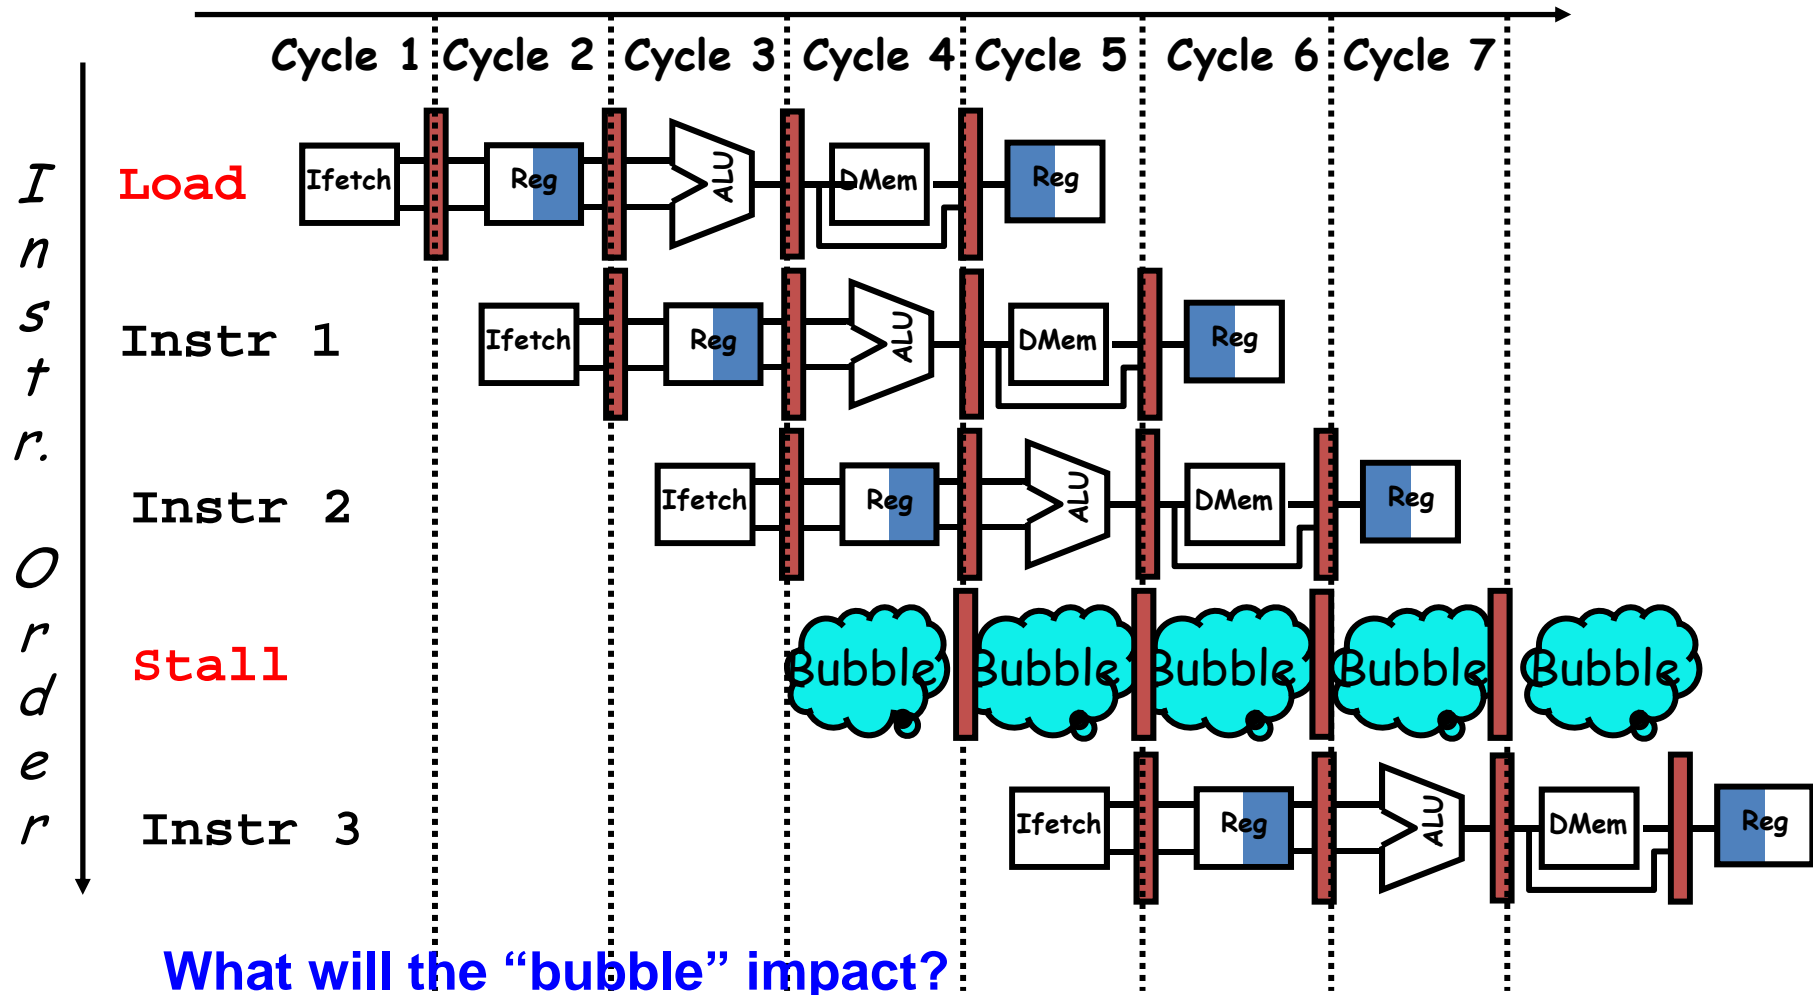 Cycle 1 Cycle 2 Cycle 3 Cycle 4 Cycle 5 Cycle 6 Cycle 7
Instr. Order
Load Ifetch Reg ALU DMem Reg
Instr 1 Ifetch Reg ALU DMem Reg
Instr 2 Ifetch Reg ALU DMem Reg
Stall Bubble Bubble Bubble Bubble Bubble
Instr 3 Ifetch Reg ALU DMem Reg
What will the “bubble” impact?